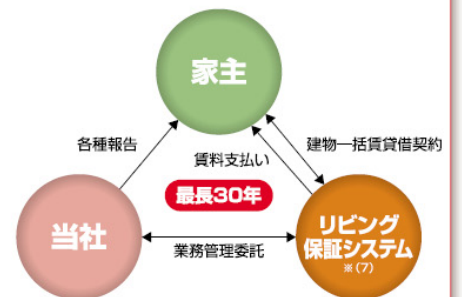 家主
各種報告
建物一括賃貸借契約
賃料支払い
最長30年
当社
リビング
保証システム
※(7)
業務管理委託